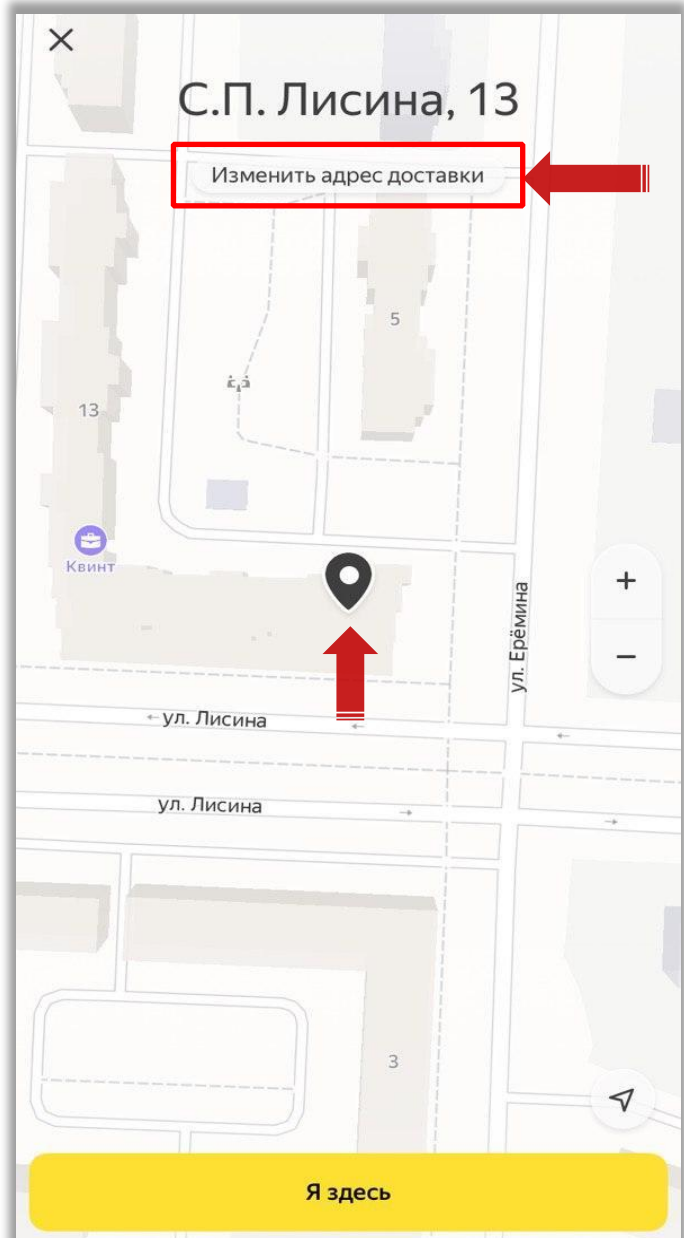 С.П. Лисина, 13
Изменить адрес доставки
5
13
Квинт
ул. Ерёмина
+
−
ул. Лисина
ул. Лисина
3
Я здесь